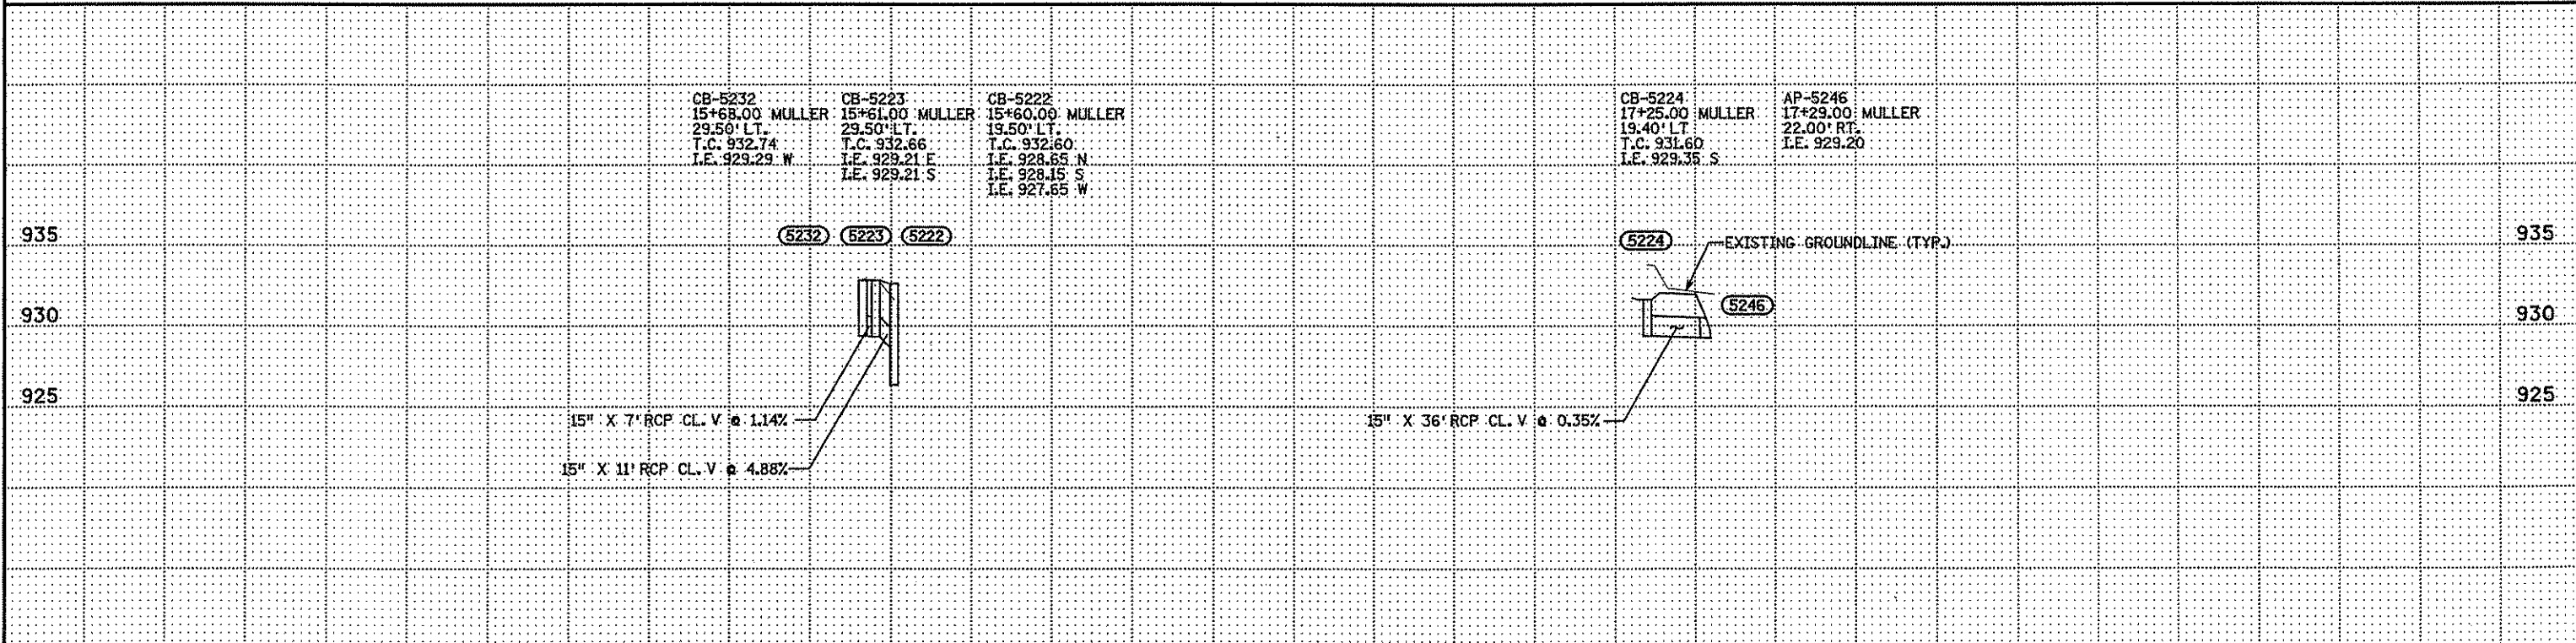 CB-5232
15+68.00 MULLER
29.50' LT.
T.C. 932.74
I.E. 929.29 W
CB-5223
15+61.00 MULLER
29.50' LT.
T.C. 932.66
I.E. 929.21 E
I.E. 929.21 S
CB-5222
15+60.00 MULLER
19.50' LT.
T.C. 932.60
I.E. 928.65 N
I.E. 928.15 S
I.E. 927.65 W
CB-5224
17+25.00 MULLER
19.40' LT
T.C. 931.60
I.E. 929.35 S
AP-5246
17+29.00 MULLER
22.00' RT.
I.E. 929.20
935
5232
5223
5222
5224
EXISTING GROUNDLINE (TYP.)
935
930
5246
930
925
925
15" X 7' RCP CL. V @ 1.14%
15" X 36' RCP CL. V @ 0.35%
15" X 11' RCP CL. V @ 4.88%